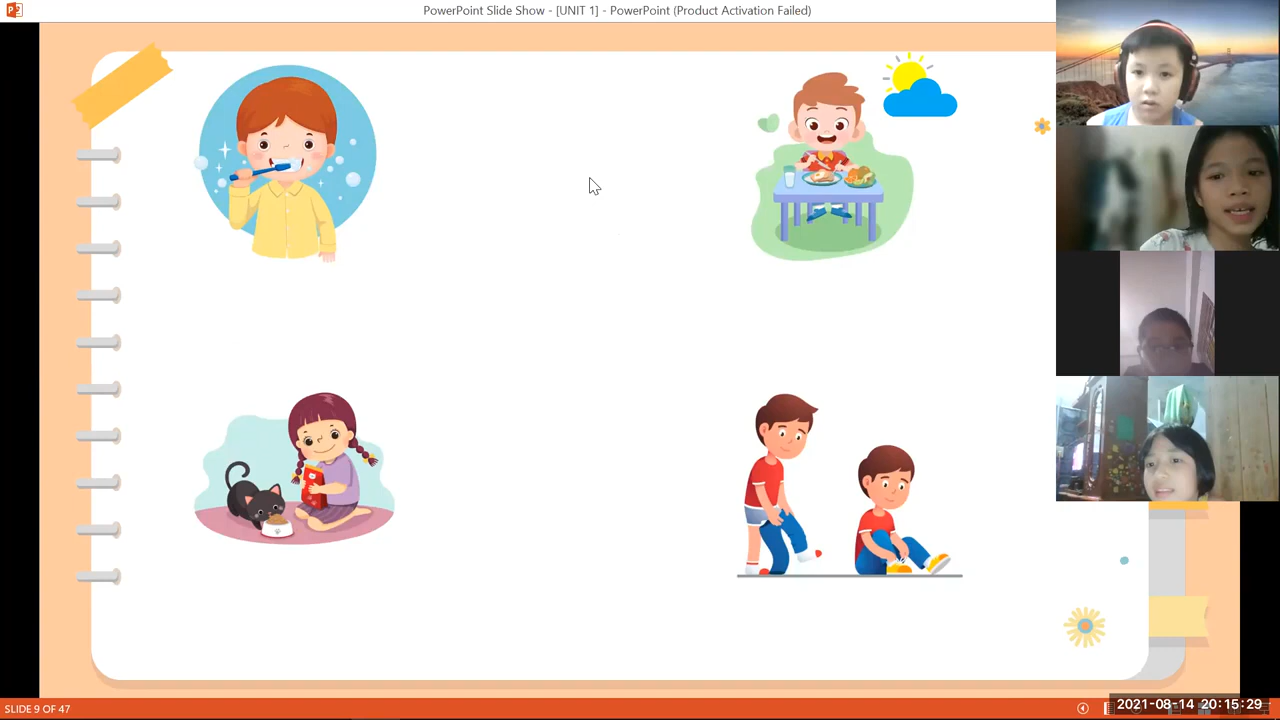 PowerPoint Slide Show - [UNIT 1] - PowerPoint (Product Activation Failed)
SLIDE 9 OF 47
2021-08-14 20:15:29